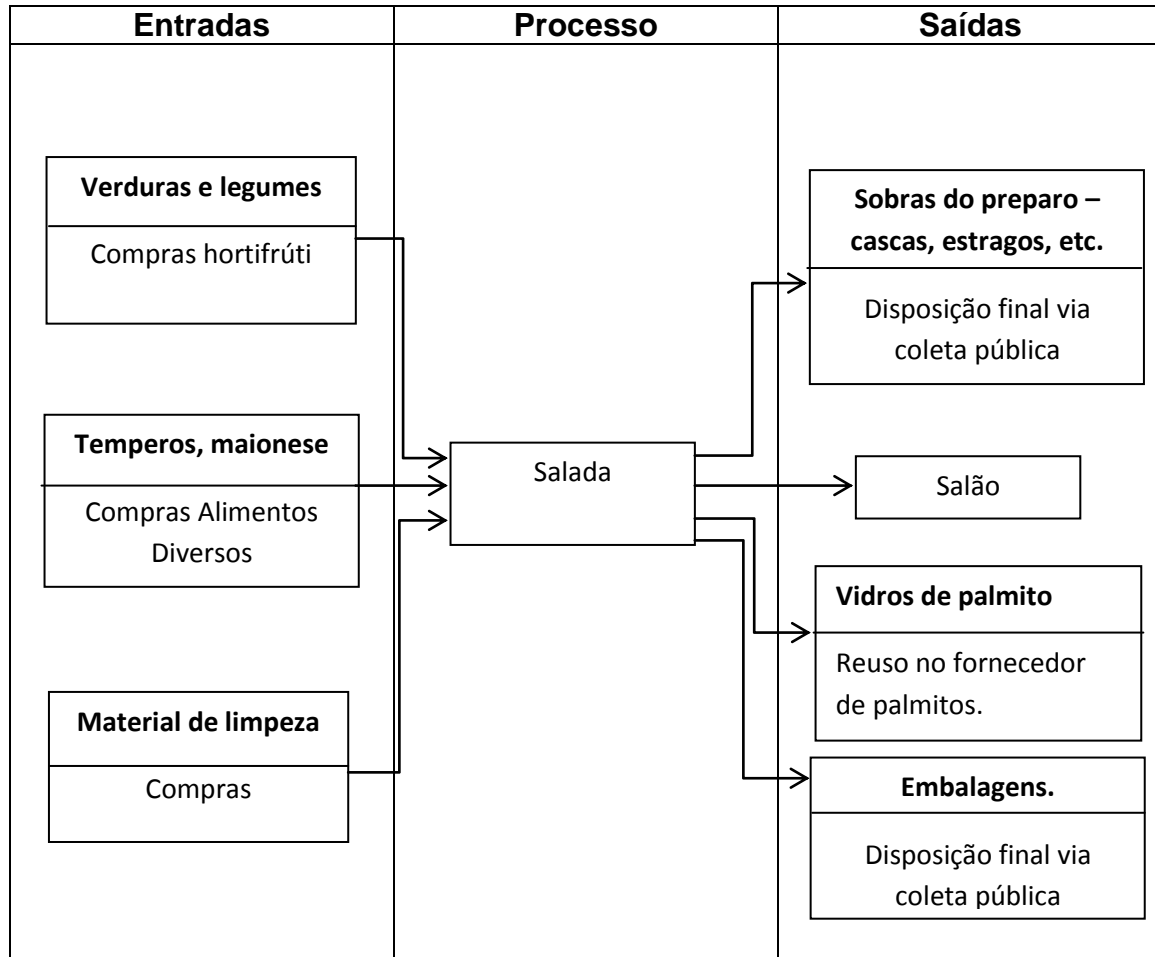 Entradas
Processo
Saídas
Verduras e legumes
Compras hortifrúti
Temperos, maionese
Compras Alimentos
Diversos
Material de limpeza
Compras
Salada
Sobras do preparo –
cascas, estragos, etc.
Disposição final via
coleta pública
Salão
Vidros de palmito
Reuso no fornecedor
de palmitos.
Embalagens.
Disposição final via
coleta pública